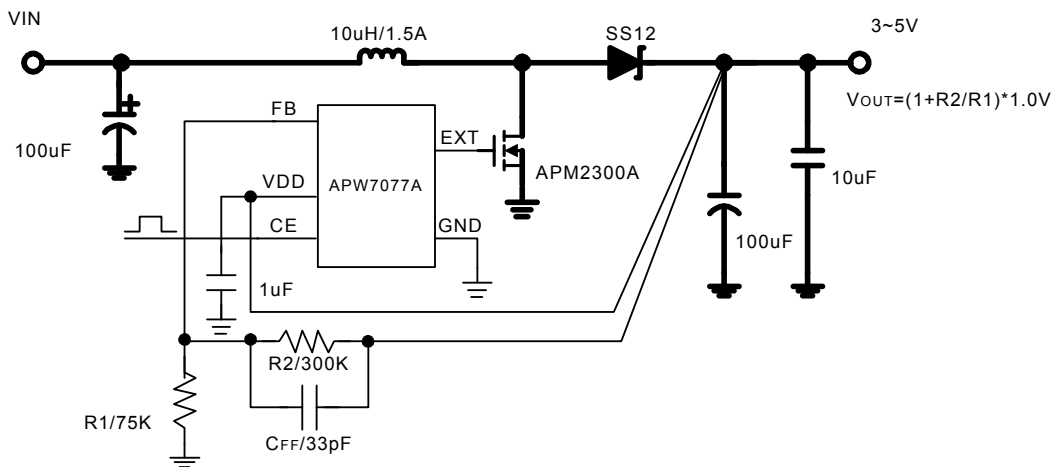 VIN
10uH/1.5A
SS12
3~5V
VOUT=(1+R2/R1)*1.0V
FB
EXT
100uF
APM2300A
VDD
APW7077A
10uF
CE
GND
100uF
1uF
R2/300K
R1/75K
CFF/33pF